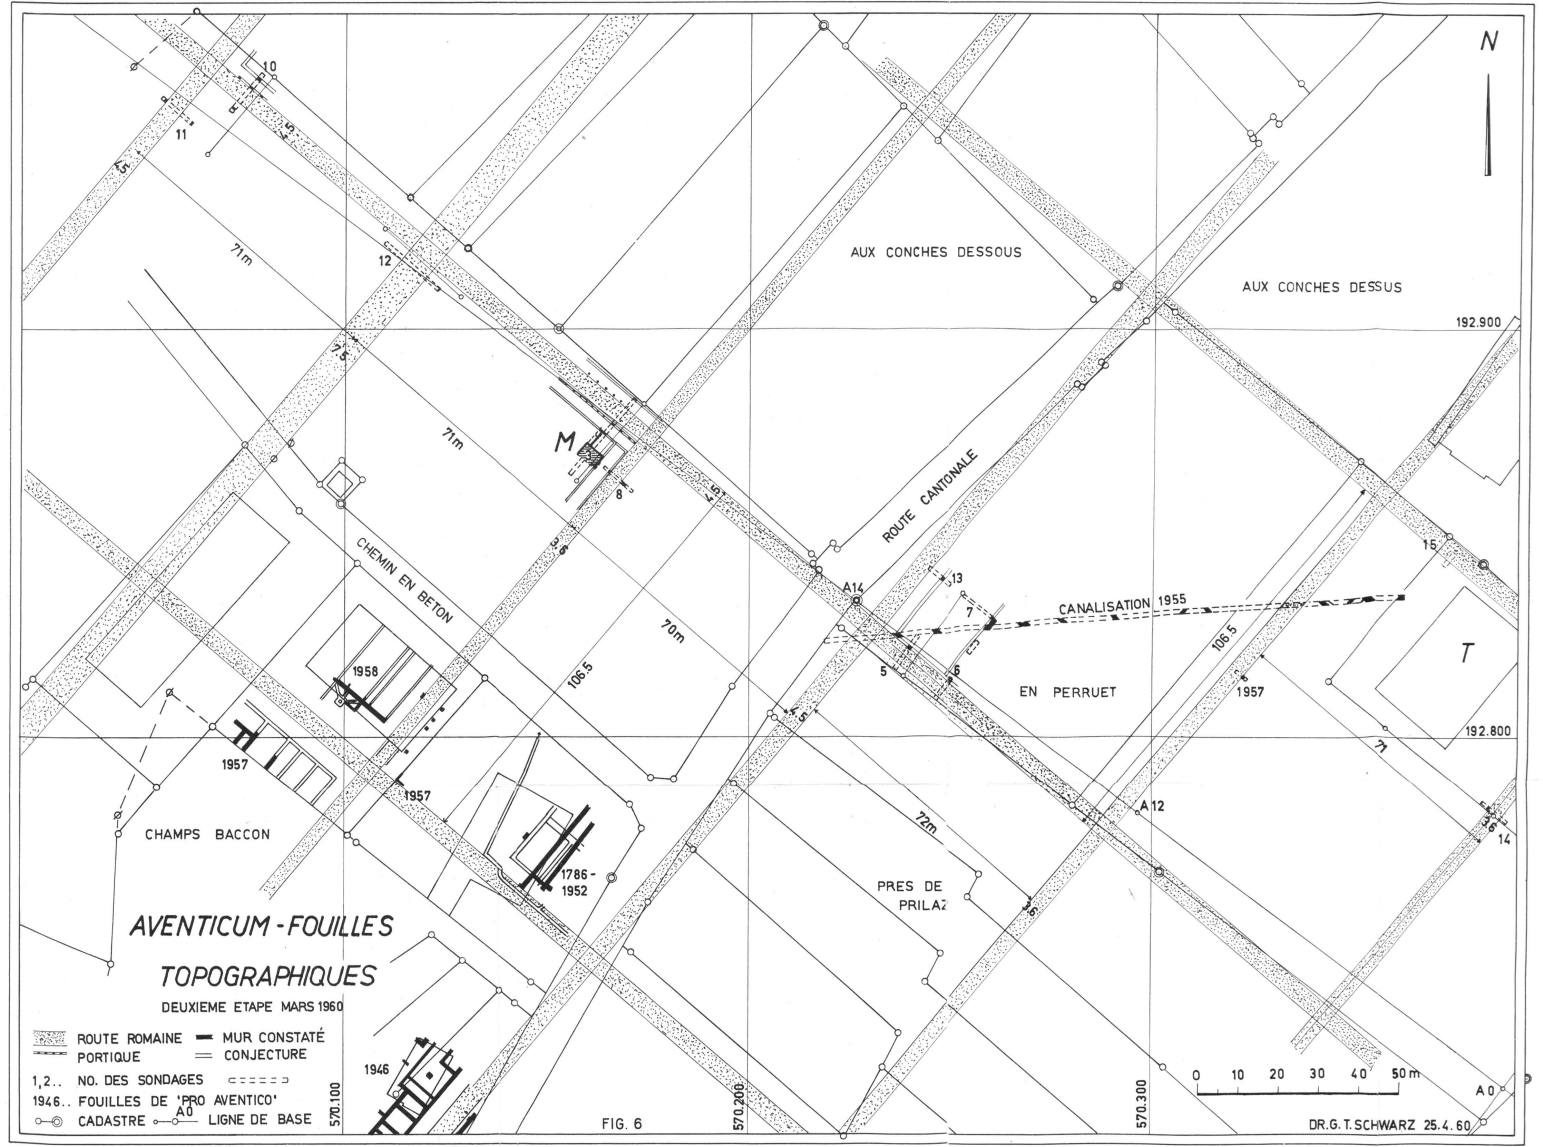 N
10
11
4.5
4.5
71m
12
AUX CONCHES DESSOUS
AUX CONCHES DESSUS
192.900
7.5
71m
M
8
4.5
ROUTE CANTONALE
3.6
CHEMIN EN BETON
15
A14
13
7
CANALISATION 1955
70m
106.5
106.5
T
1958
5
6
EN PERRUET
1957
4.5
192.800
71
1957
1957
A12
3.6
14
CHAMPS BACCON
72m
1786-
1952
PRES DE
PRILAZ
3.6
AVENTICUM - FOUILLES
TOPOGRAPHIQUES
DEUXIEME ETAPE MARS 1960
ROUTE ROMAINE
MUR CONSTATÉ
PORTIQUE
CONJECTURE
1,2.. NO. DES SONDAGES
1946.. FOUILLES DE 'PRO AVENTICO'
CADASTRE
A0
LIGNE DE BASE
1946
570.100
570.200
570.300
0 10 20 30 40 50 m
A0
FIG. 6
DR.G.T.SCHWARZ 25.4.60